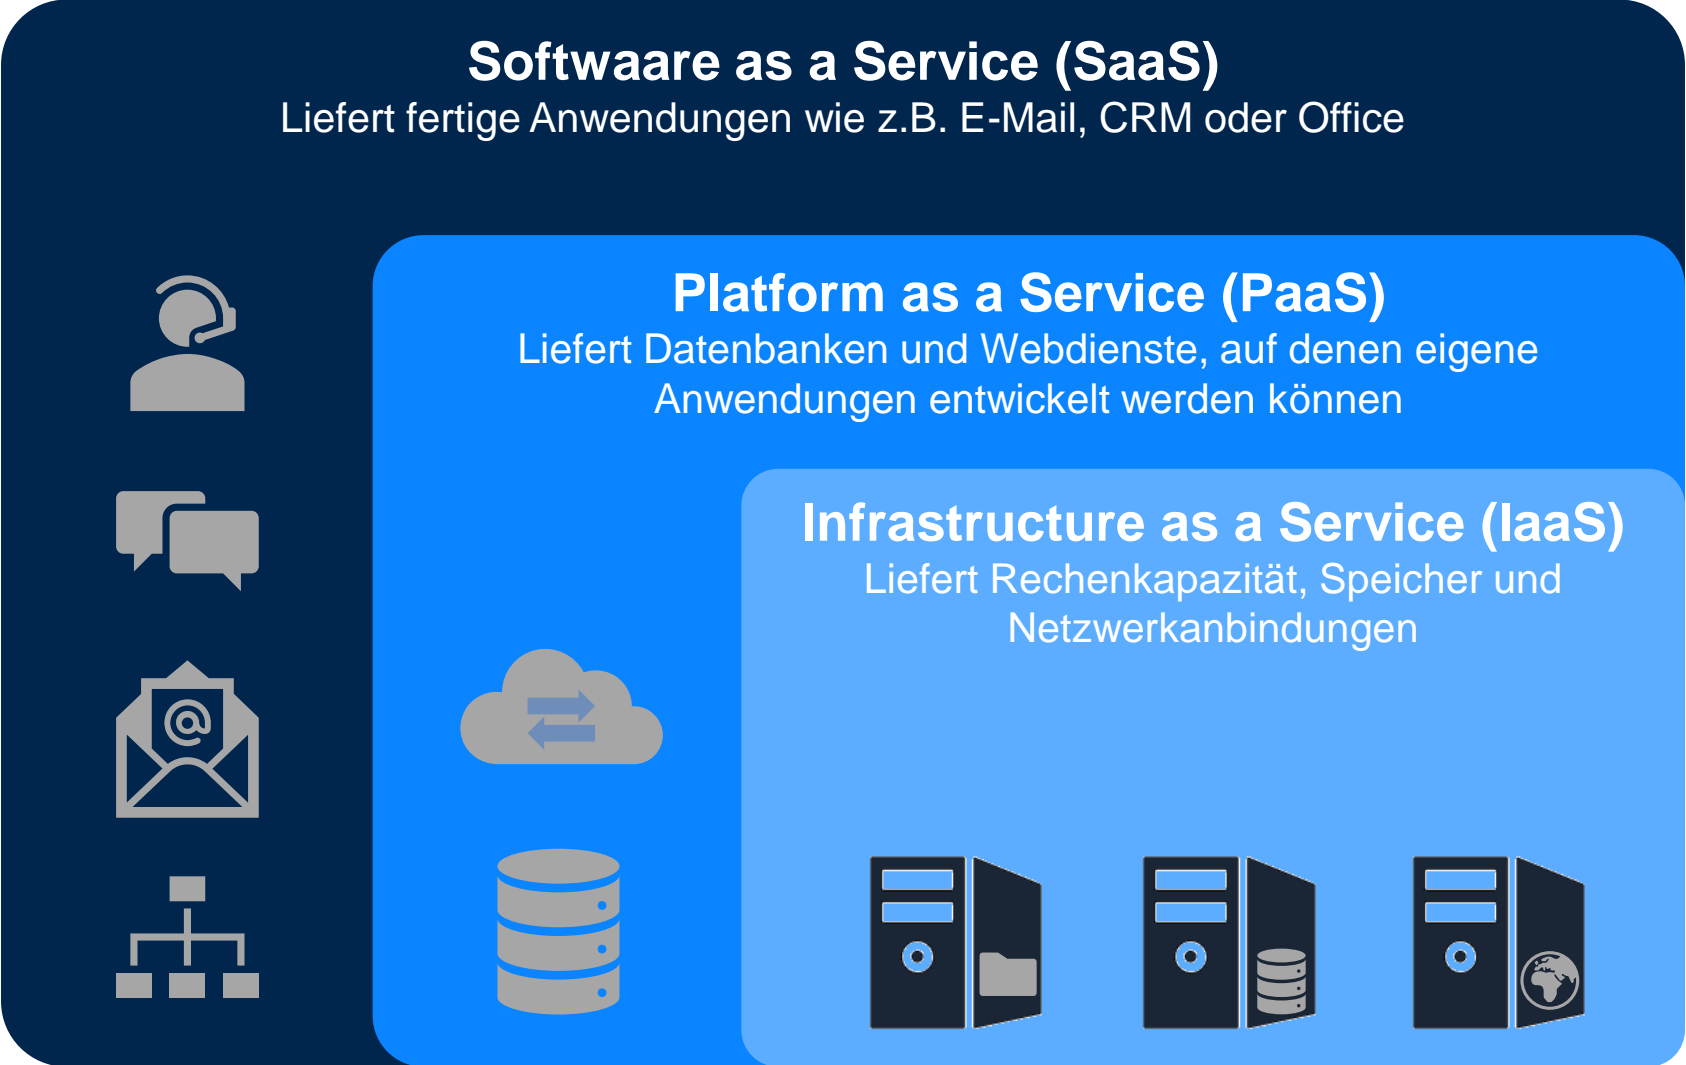 Softwaare as a Service (SaaS)
Liefert fertige Anwendungen wie z.B. E-Mail, CRM oder Office
Platform as a Service (PaaS)
Liefert Datenbanken und Webdienste, auf denen eigene
Anwendungen entwickelt werden können
Infrastructure as a Service (IaaS)
Liefert Rechenkapazität, Speicher und
Netzwerkanbindungen
@